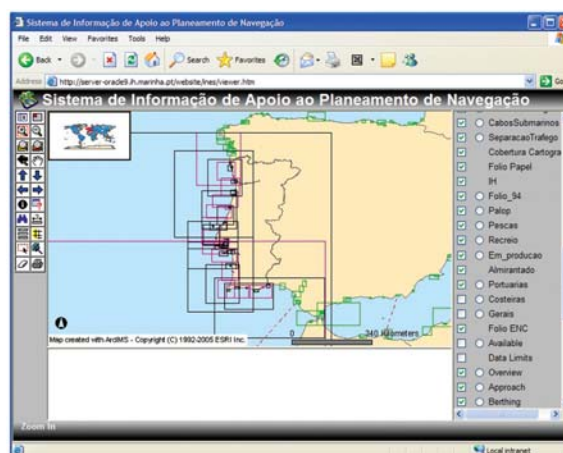 Sistema de Informação de Apoio ao Planeamento de Navegação
File Edit View Favorites Tools Help
Back Search Favorites
Address http://server-oracle9.ih.marinha.pt/website/ines/viewer.htm Go
Sistema de Informação de Apoio ao Planeamento de Navegação
CabosSubmarinos
SeparacaoTrafego
Cobertura Cartogra
Folio Papel
IH
Folio_94
Palop
Pescas
Recreio
Em_producao
Almirantado
Portuarias
Costeiras
Gerais
Folio ENC
Available
Data Limits
Overview
Approach
Berthing
0 240 Kilometers
Map created with ArcIMS - Copyright (C) 1992-2005 ESRI Inc.
Zoom In
Local intranet